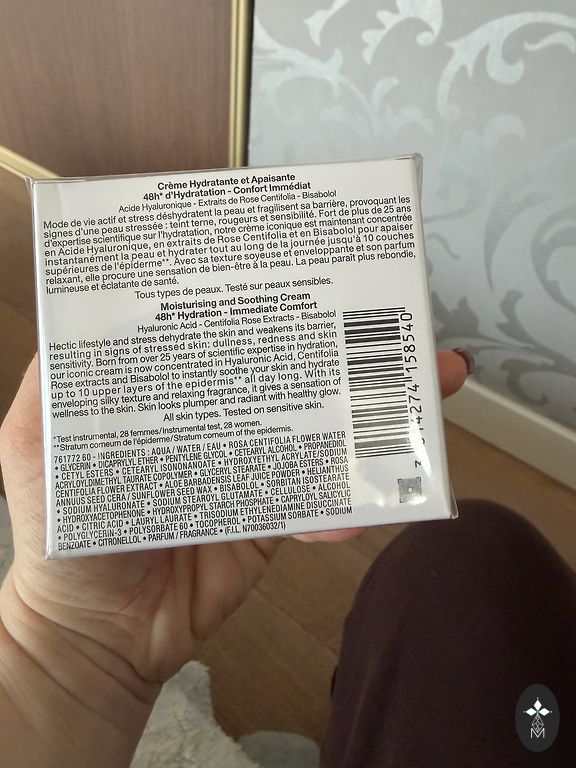 Crème Hydratante et Apaisante
48h* d'Hydratation - Confort Immédiat
Acide Hyaluronique - Extraits de Rose Centifolia - Bisabolol
Mode de vie actif et stress déshydratent la peau et fragilisent sa barrière, provoquant les
signes d'une peau stressée : teint terne, rougeurs et sensibilité. Fort de plus de 25 ans
d'expertise scientifique sur l'hydratation, notre crème iconique est maintenant concentrée
en Acide Hyaluronique, en extraits de Rose Centifolia et en Bisabolol pour apaiser
instantanément la peau et hydrater tout au long de la journée jusqu'à 10 couches
supérieures de l'épiderme**. Avec sa texture soyeuse et enveloppante et son parfum
relaxant, elle procure une sensation de bien-être à la peau. La peau paraît plus rebondie,
lumineuse et éclatante de santé.
Tous types de peaux. Testé sur peaux sensibles.
Moisturising and Soothing Cream
48h* Hydration - Immediate Comfort
Hyaluronic Acid - Centifolia Rose Extracts - Bisabolol
Hectic lifestyle and stress dehydrate the skin and weakens its barrier,
resulting in signs of stressed skin: dullness, redness and skin
sensitivity. Born from over 25 years of scientific expertise in hydration,
our iconic cream is now concentrated in Hyaluronic Acid, Centifolia
Rose extracts and Bisabolol to instantly soothe your skin and hydrate
up to 10 upper layers of the epidermis** all day long. With its
enveloping silky texture and relaxing fragrance, it gives a sensation of
wellness to the skin. Skin looks plumper and radiant with healthy glow.
All skin types. Tested on sensitive skin.
*Test instrumental, 28 femmes/Instrumental test, 28 women.
**Stratum corneum de l'épiderme/Stratum corneum of the epidermis.
761772 60 - INGREDIENTS : AQUA / WATER / EAU • ROSA CENTIFOLIA FLOWER WATER
• GLYCERIN • DICAPRYLYL ETHER • PENTYLENE GLYCOL • CETEARYL ALCOHOL • PROPANEDIOL
• CETYL ESTERS • CETEARYL ISONONANOATE • HYDROXYETHYL ACRYLATE/SODIUM
ACRYLOYLDIMETHYL TAURATE COPOLYMER • GLYCERYL STEARATE • JOJOBA ESTERS • ROSA
CENTIFOLIA FLOWER EXTRACT • ALOE BARBADENSIS LEAF JUICE POWDER • HELIANTHUS
ANNUUS SEED CERA / SUNFLOWER SEED WAX • BISABOLOL • SORBITAN ISOSTEARATE
• SODIUM HYALURONATE • SODIUM STEAROYL GLUTAMATE • CELLULOSE • ALCOHOL
• HYDROXYACETOPHENONE • HYDROXYPROPYL STARCH PHOSPHATE • CAPRYLOYL SALICYLIC
ACID • CITRIC ACID • LAURYL LAURATE • TRISODIUM ETHYLENEDIAMINE DISUCCINATE
• POLYGLYCERIN-3 • POLYSORBATE 60 • TOCOPHEROL • POTASSIUM SORBATE • SODIUM
BENZOATE • CITRONELLOL • PARFUM / FRAGRANCE • (F.I.L. N70036032/1)
3 614274 158540
M